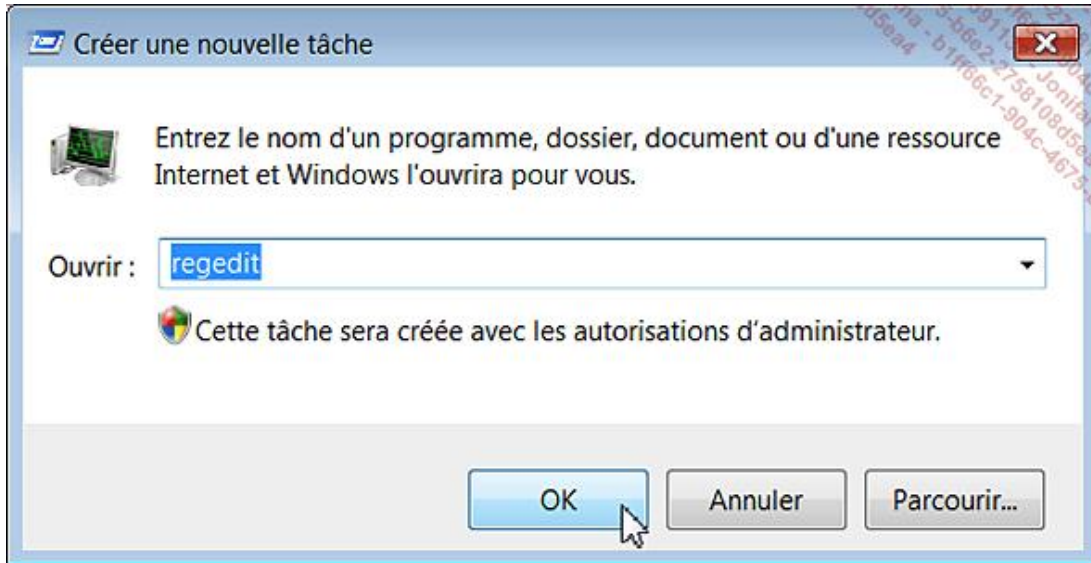 Créer une nouvelle tâche
Entrez le nom d'un programme, dossier, document ou d'une ressource
Internet et Windows l'ouvrira pour vous.
Ouvrir :
regedit
Cette tâche sera créée avec les autorisations d'administrateur.
OK
Annuler
Parcourir...